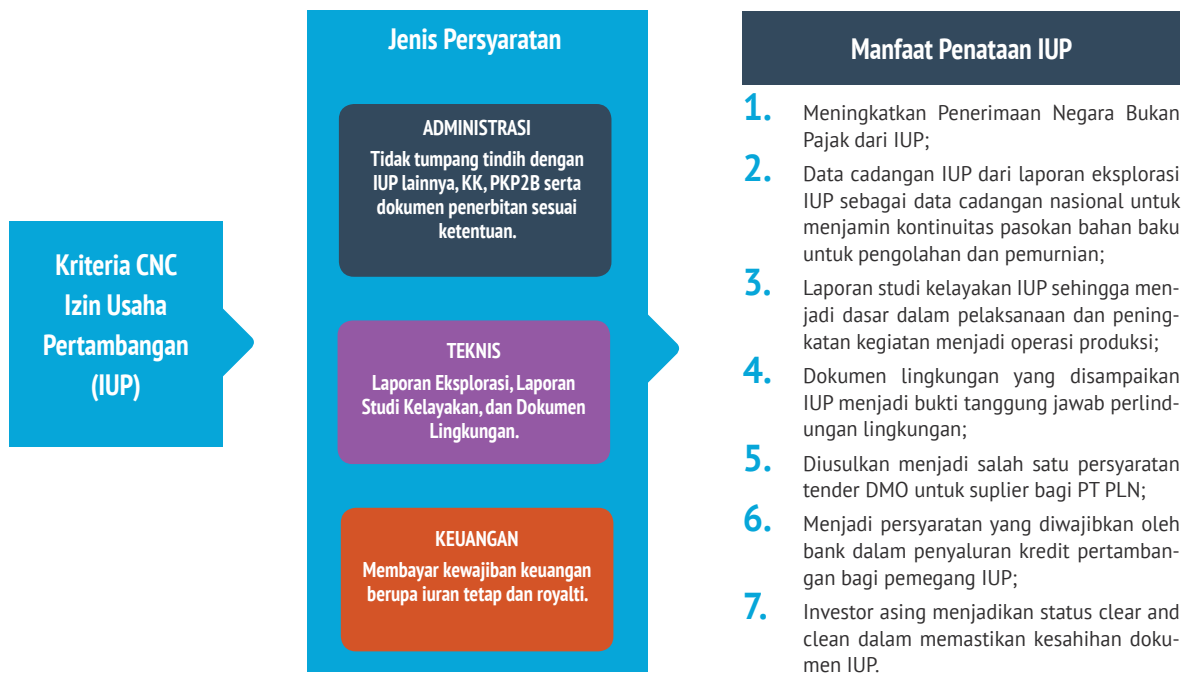 Kriteria CNC
Izin Usaha
Pertambangan
(IUP)
Jenis Persyaratan
ADMINISTRASI
Tidak tumpang tindih dengan
IUP lainnya, KK, PKP2B serta
dokumen penerbitan sesuai
ketentuan.
TEKNIS
Laporan Eksplorasi, Laporan
Studi Kelayakan, dan Dokumen
Lingkungan.
KEUANGAN
Membayar kewajiban keuangan
berupa iuran tetap dan royalti.
Manfaat Penataan IUP
1. Meningkatkan Penerimaan Negara Bukan
Pajak dari IUP;
2. Data cadangan IUP dari laporan eksplorasi
IUP sebagai data cadangan nasional untuk
menjamin kontinuitas pasokan bahan baku
untuk pengolahan dan pemurnian;
3. Laporan studi kelayakan IUP sehingga men-
jadi dasar dalam pelaksanaan dan pening-
katan kegiatan menjadi operasi produksi;
4. Dokumen lingkungan yang disampaikan
IUP menjadi bukti tanggung jawab perlind-
ungan lingkungan;
5. Diusulkan menjadi salah satu persyaratan
tender DMO untuk suplier bagi PT PLN;
6. Menjadi persyaratan yang diwajibkan oleh
bank dalam penyaluran kredit pertamban-
gan bagi pemegang IUP;
7. Investor asing menjadikan status clear and
clean dalam memastikan kesahihan doku-
men IUP.